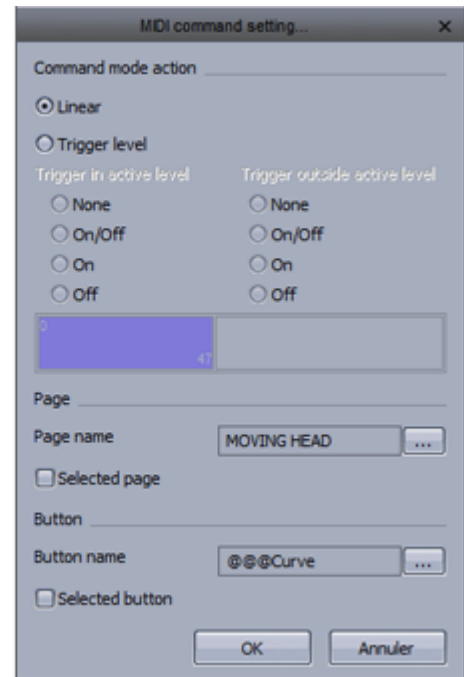 MIDI command setting...
Command mode action
Linear
Trigger level
Trigger in active level Trigger outside active level
None None
On/Off On/Off
On On
Off Off
0
47
Page
Page name MOVING HEAD ...
Selected page
Button
Button name @@@Curve ...
Selected button
OK Annuler